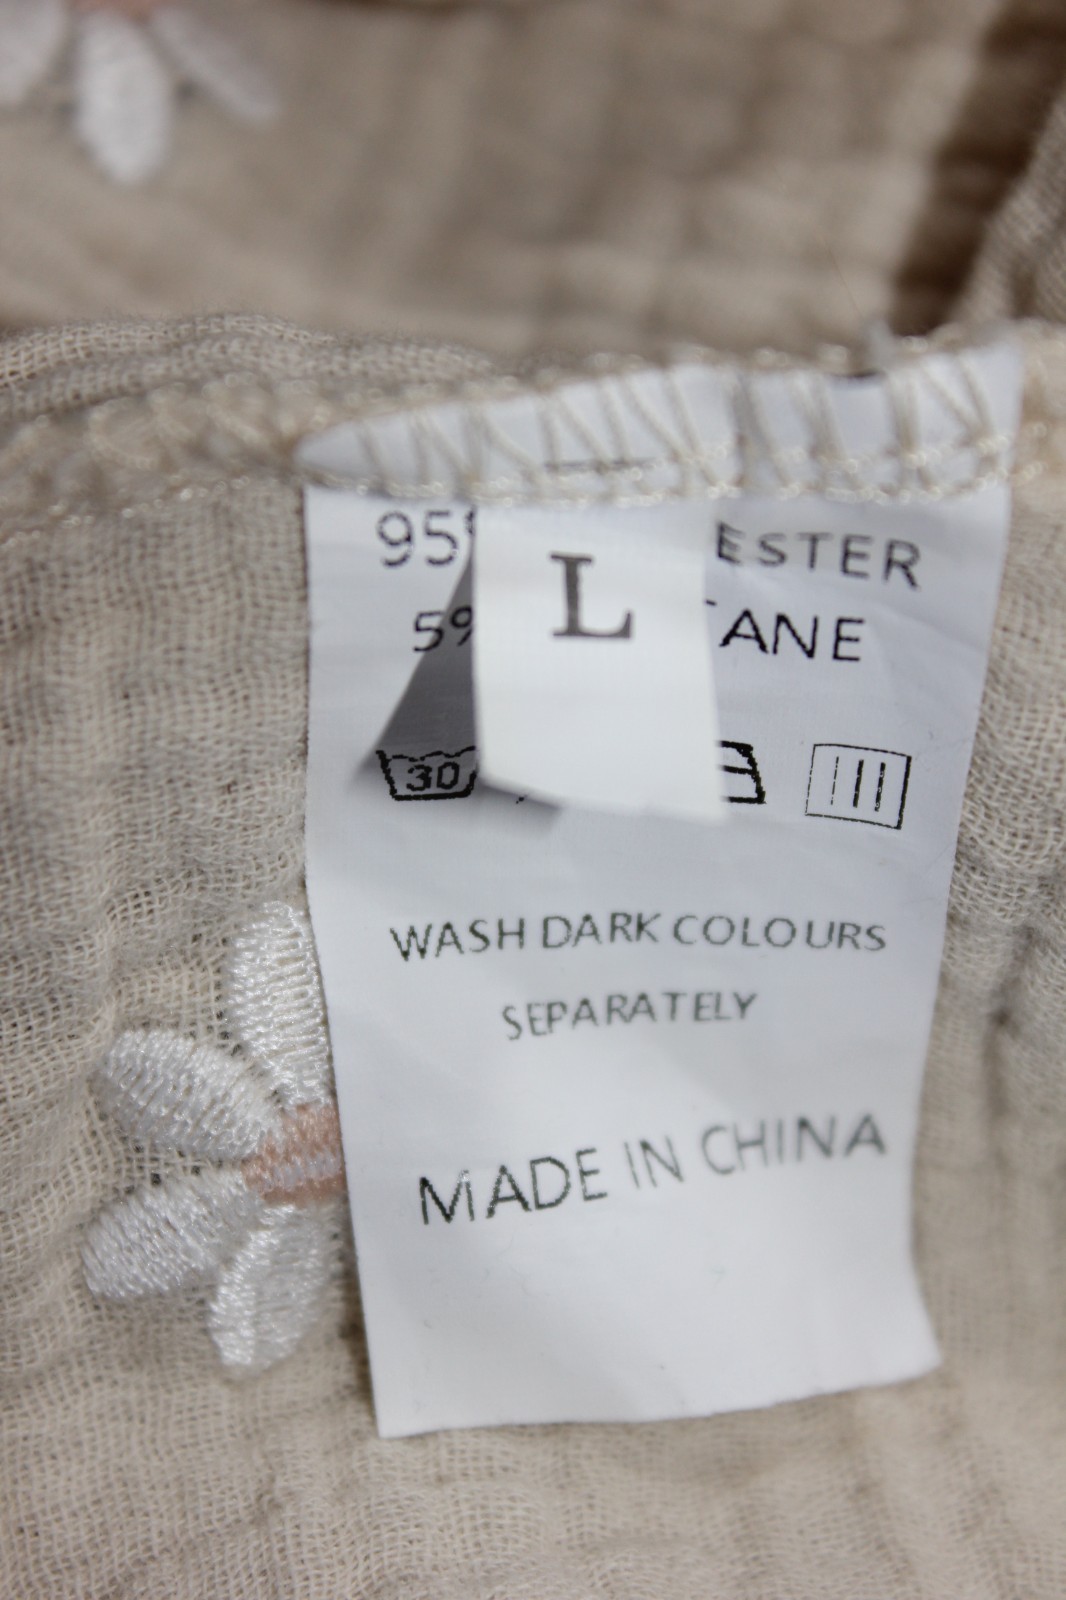 95% ESTER
L
5% TANE
30
WASH DARK COLOURS
SEPARATELY
MADE IN CHINA